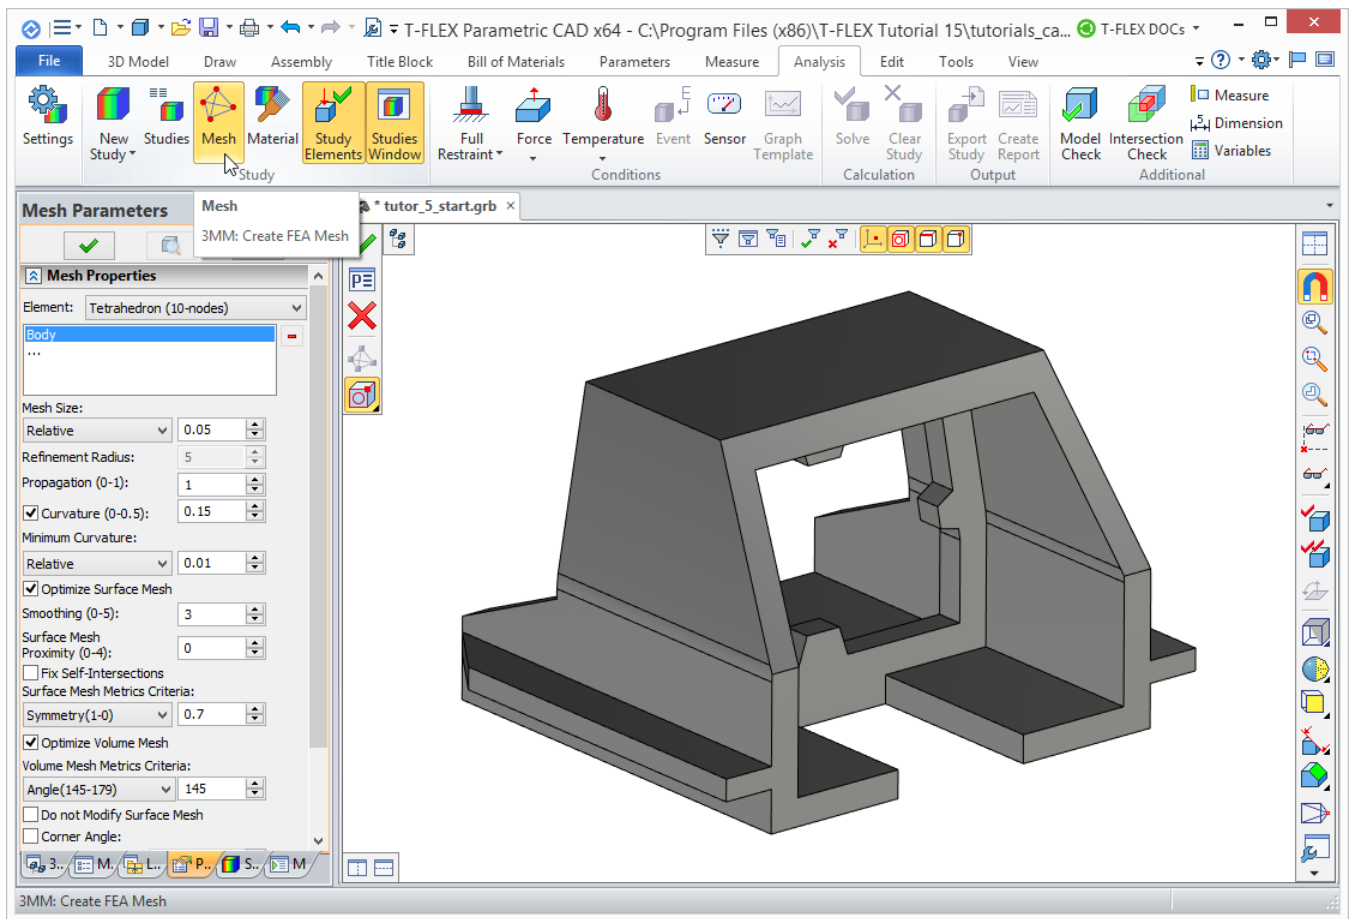 T-FLEX Parametric CAD x64 - C:\Program Files (x86)\T-FLEX Tutorial 15\tutorials_ca... T-FLEX DOCs
File 3D Model Draw Assembly Title Block Bill of Materials Parameters Measure Analysis Edit Tools View
Settings New Study Studies Mesh Material Study Elements Studies Window Full Restraint Force Temperature Event Sensor Graph Template Solve Clear Study Export Study Create Report Model Check Intersection Check
Measure
Dimension
Variables
Study Conditions Calculation Output Additional
Mesh Parameters
Mesh
3MM: Create FEA Mesh
* tutor_5_start.grb
Mesh Properties
Element: Tetrahedron (10-nodes)
Body
...
Mesh Size:
Relative 0.05
Refinement Radius: 5
Propagation (0-1): 1
Curvature (0-0.5): 0.15
Minimum Curvature:
Relative 0.01
Optimize Surface Mesh
Smoothing (0-5): 3
Surface Mesh
Proximity (0-4): 0
Fix Self-Intersections
Surface Mesh Metrics Criteria:
Symmetry(1-0) 0.7
Optimize Volume Mesh
Volume Mesh Metrics Criteria:
Angle(145-179) 145
Do not Modify Surface Mesh
Corner Angle:
3.. M. L.. P.. S.. M
3MM: Create FEA Mesh